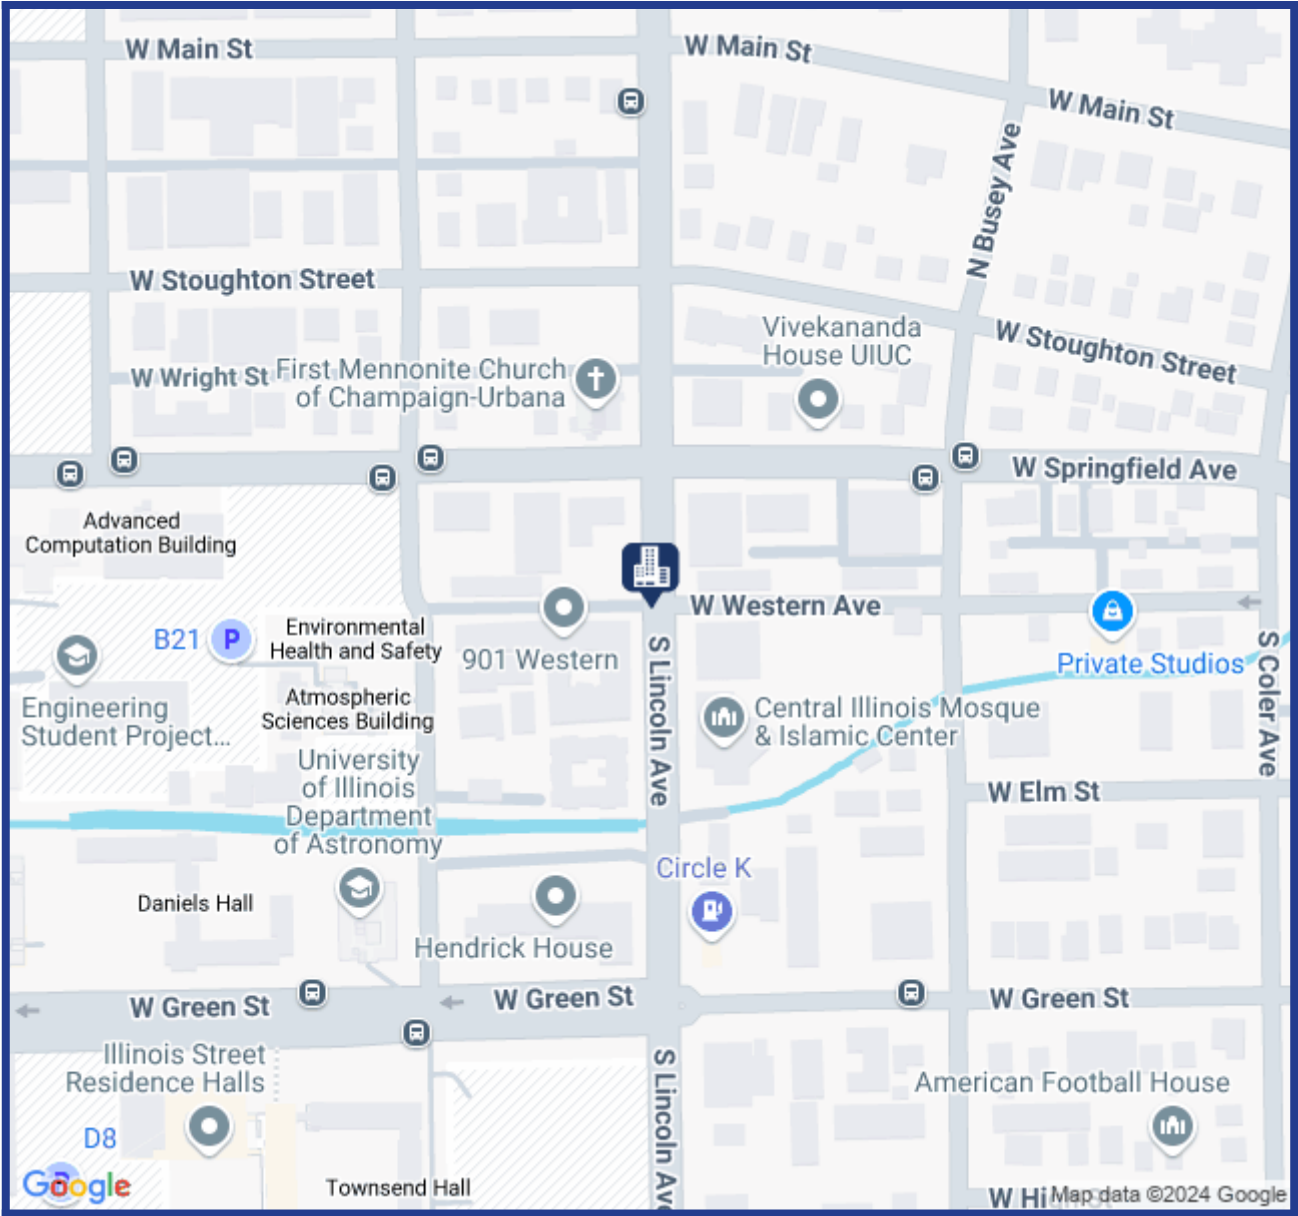 W Main St
W Main St
W Main St
N Busey Ave
W Stoughton Street
Vivekananda
House UIUC
W Stoughton Street
W Wright St
First Mennonite Church
of Champaign-Urbana
W Springfield Ave
Advanced
Computation Building
W Western Ave
B21
P
Environmental
Health and Safety
901 Western
Private Studios
S Lincoln Ave
S Coler Ave
Engineering
Student Project...
Atmospheric
Sciences Building
Central Illinois Mosque
& Islamic Center
University
of Illinois
Department
of Astronomy
W Elm St
Circle K
Daniels Hall
Hendrick House
W Green St
W Green St
W Green St
Illinois Street
Residence Halls
S Lincoln Ave
American Football House
D8
Google
Townsend Hall
W High St
Map data ©2024 Google